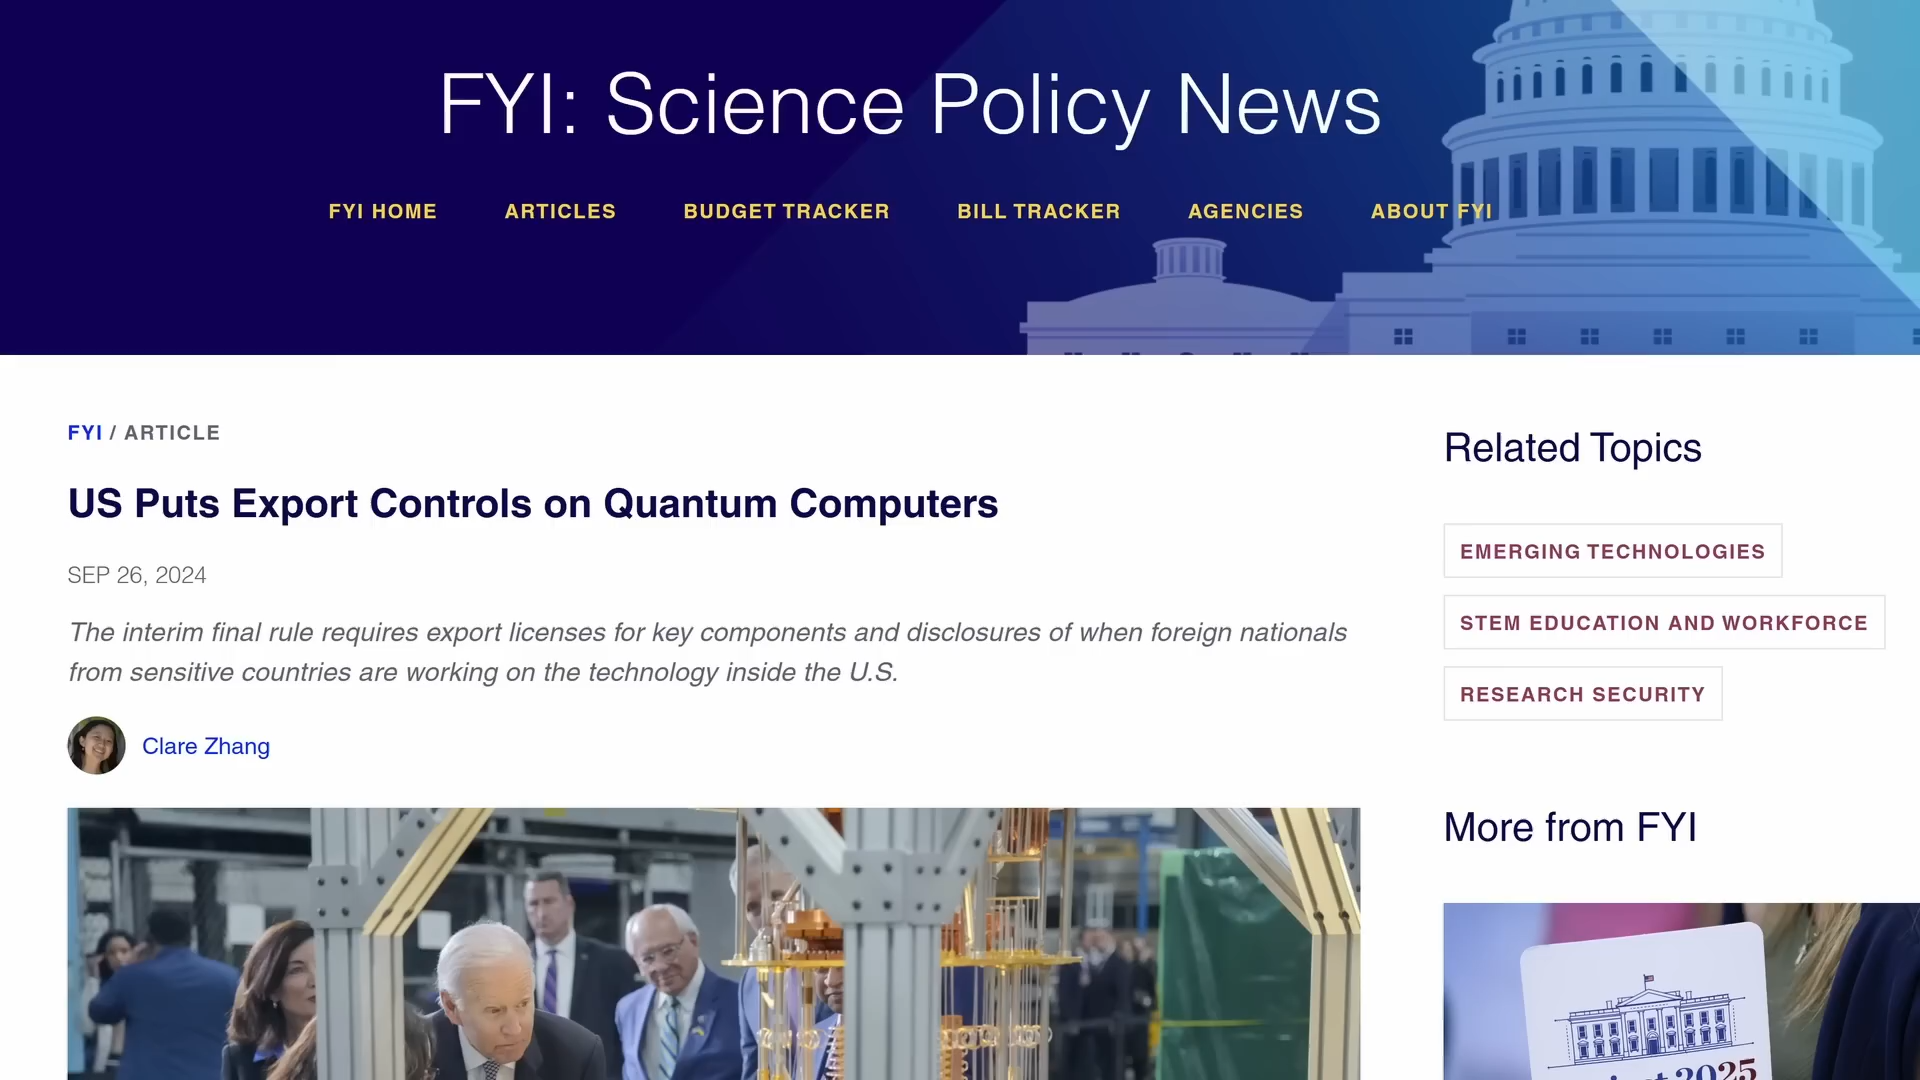 FYI: Science Policy News
FYI HOME ARTICLES BUDGET TRACKER BILL TRACKER AGENCIES ABOUT FYI
FYI / ARTICLE
US Puts Export Controls on Quantum Computers
SEP 26, 2024
The interim final rule requires export licenses for key components and disclosures of when foreign nationals
from sensitive countries are working on the technology inside the U.S.
Clare Zhang
Related Topics
EMERGING TECHNOLOGIES
STEM EDUCATION AND WORKFORCE
RESEARCH SECURITY
More from FYI
2025